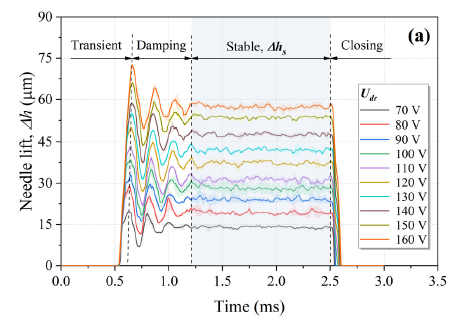 (a)
Transient
Damping
Stable, Δhs
Closing
Needle lift, Δh (μm)
90
75
60
45
30
15
0
Udr
70 V
80 V
90 V
100 V
110 V
120 V
130 V
140 V
150 V
160 V
0.0 0.5 1.0 1.5 2.0 2.5 3.0 3.5
Time (ms)